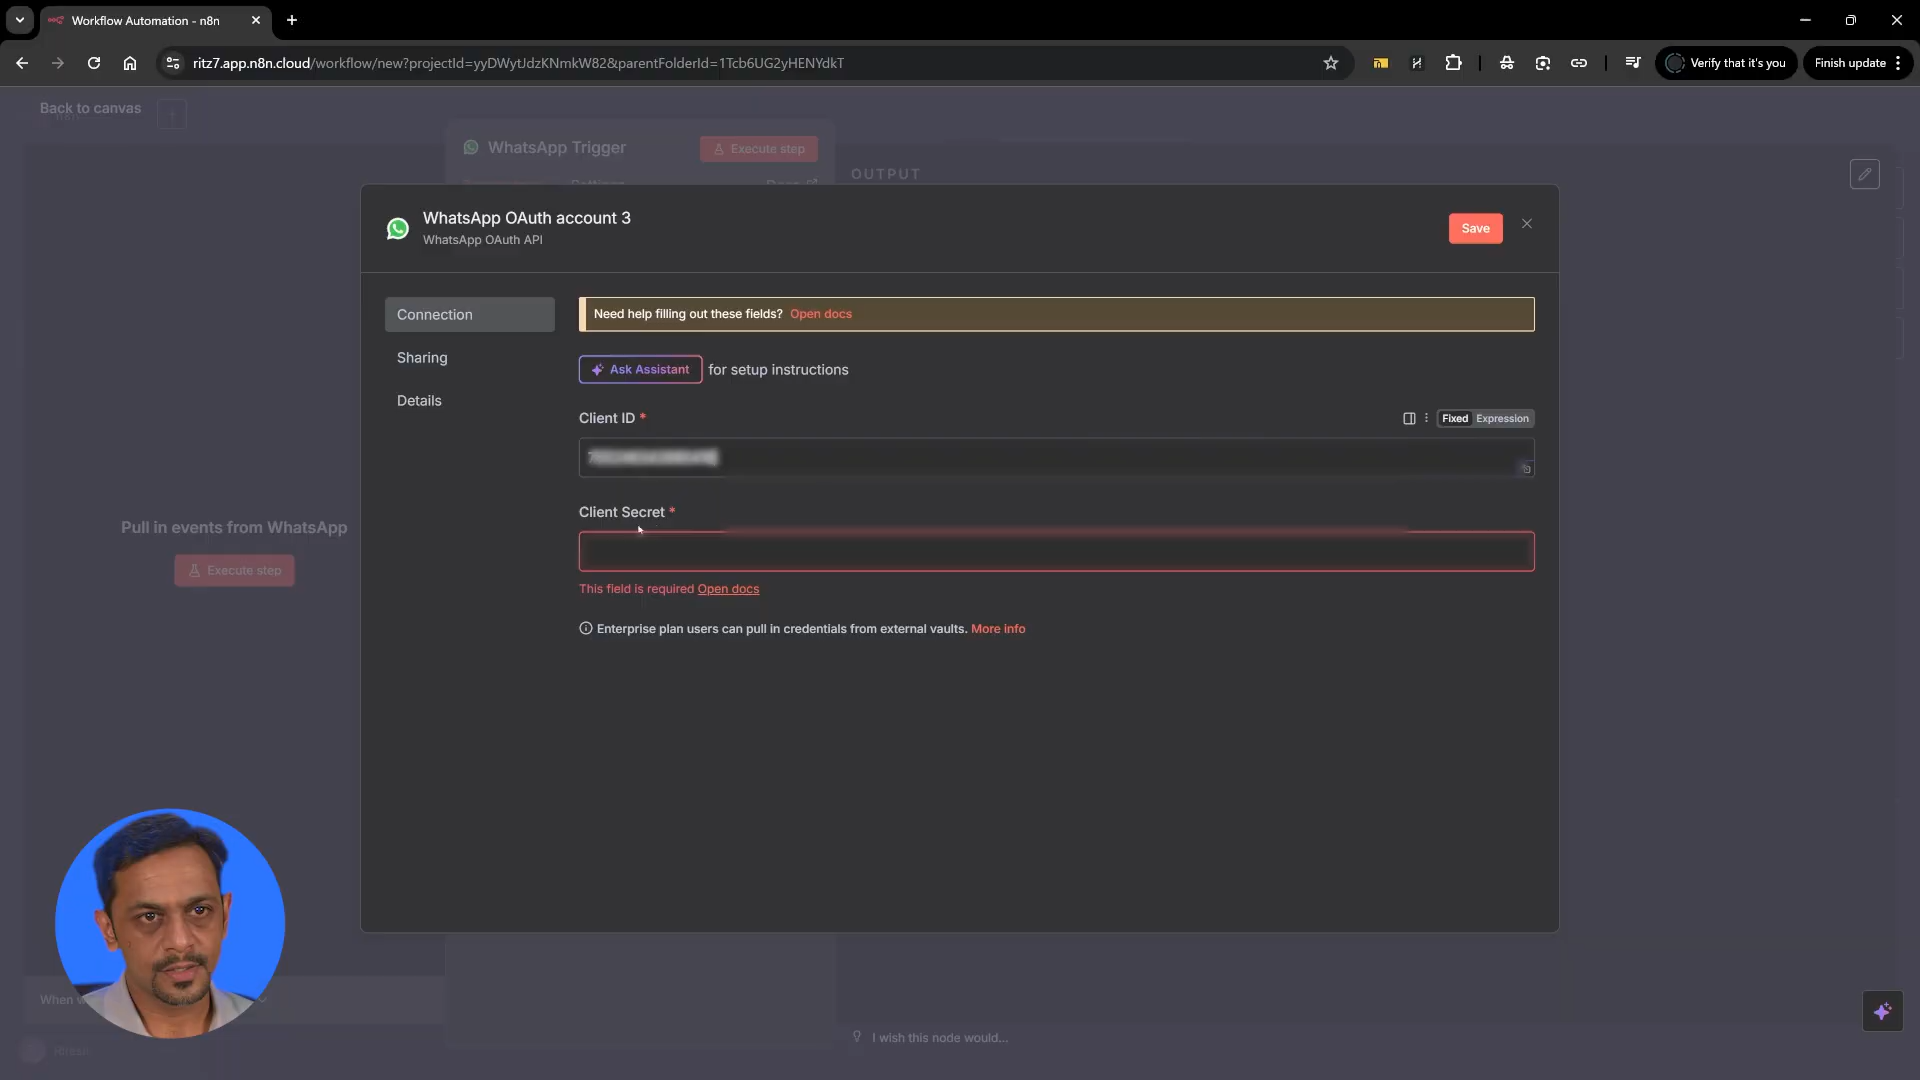 Workflow Automation - n8n
ritz7.app.n8n.cloud/workflow/new?projectId=yyDWytJdzKNmkW82&parentFolderId=1Tcb6UG2yHENYdkT
Verify that it's you
Finish update
Back to canvas
WhatsApp Trigger
Execute step
OUTPUT
Settings
Docs
WhatsApp OAuth account 3
WhatsApp OAuth API
Save
Connection
Sharing
Details
Need help filling out these fields? Open docs
Ask Assistant for setup instructions
Client ID *
Fixed Expression
Client Secret *
This field is required Open docs
Enterprise plan users can pull in credentials from external vaults. More info
Pull in events from WhatsApp
Execute step
When
I wish this node would...